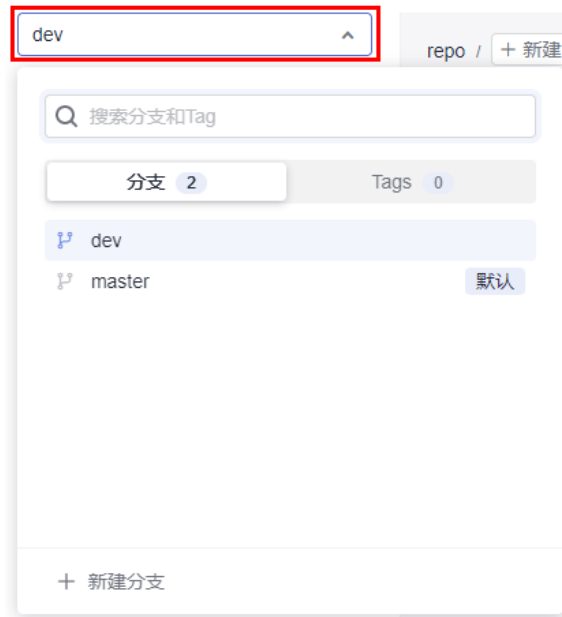 dev
repo / + 新建
搜索分支和Tag
分支 2 Tags 0
dev
master 默认
+ 新建分支